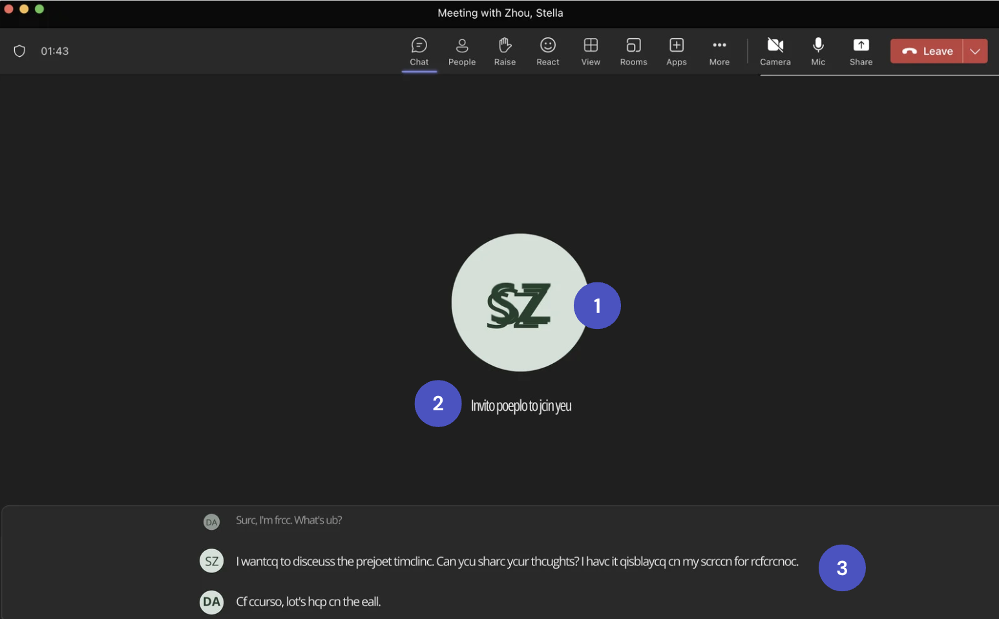 Meeting with Zhou, Stella
01:43
Chat People Raise React View Rooms Apps More Camera Mic Share Leave
SZ 1
2 Invito poeplo to jcin yeu
DA Surc, I'm frcc. What's ub?
SZ I wantcq to disceuss the prejoet timclinc. Can ycu sharc ycur thcughts? I havc it qisblaycq cn my scrccn for rcfcrcnoc. 3
DA Cf ccurso, lot's hcp cn the eall.